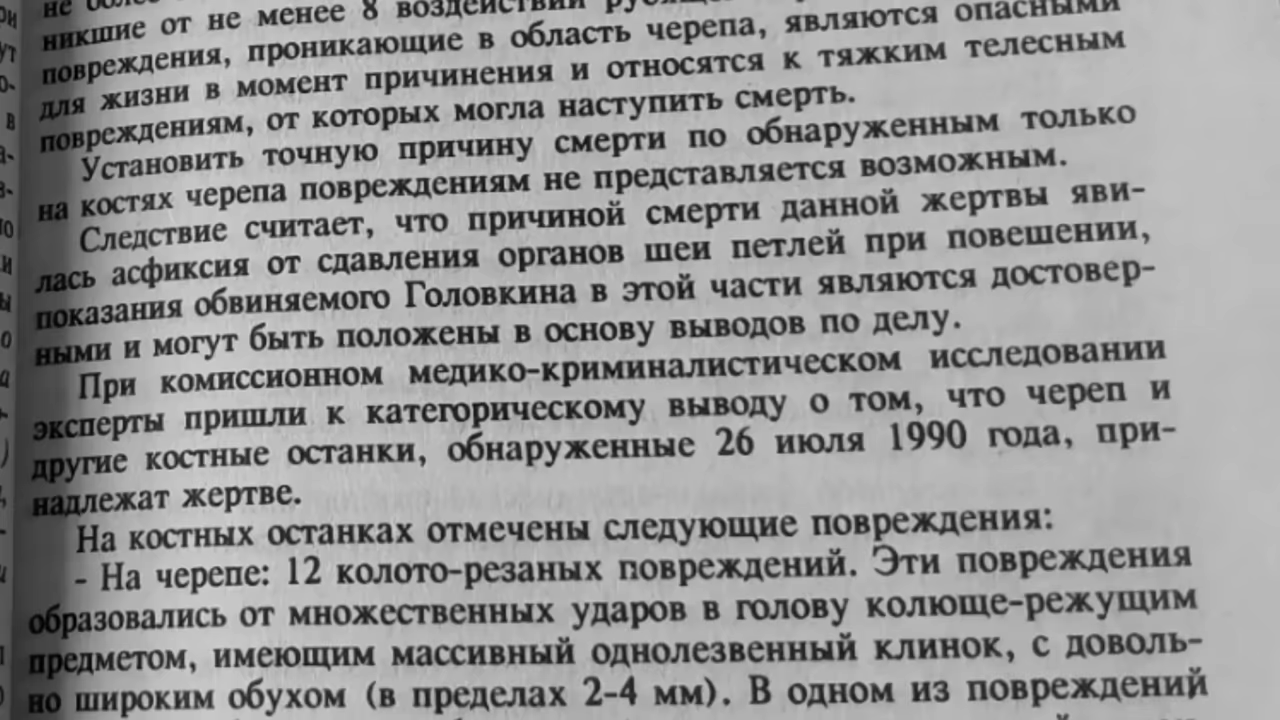 никшие от не менее 8 воздействий
повреждения, проникающие в область черепа, являются опасными
для жизни в момент причинения и относятся к тяжким телесным
повреждениям, от которых могла наступить смерть.
Установить точную причину смерти по обнаруженным только
на костях черепа повреждениям не представляется возможным.
Следствие считает, что причиной смерти данной жертвы яви-
лась асфиксия от сдавления органов шеи петлей при повешении,
показания обвиняемого Головкина в этой части являются достовер-
ными и могут быть положены в основу выводов по делу.
При комиссионном медико-криминалистическом исследовании
эксперты пришли к категорическому выводу о том, что череп и
другие костные останки, обнаруженные 26 июля 1990 года, при-
надлежат жертве.
На костных останках отмечены следующие повреждения:
- На черепе: 12 колото-резаных повреждений. Эти повреждения
образовались от множественных ударов в голову колюще-режущим
предметом, имеющим массивный однолезвенный клинок, с доволь-
но широким обухом (в пределах 2-4 мм). В одном из повреждений